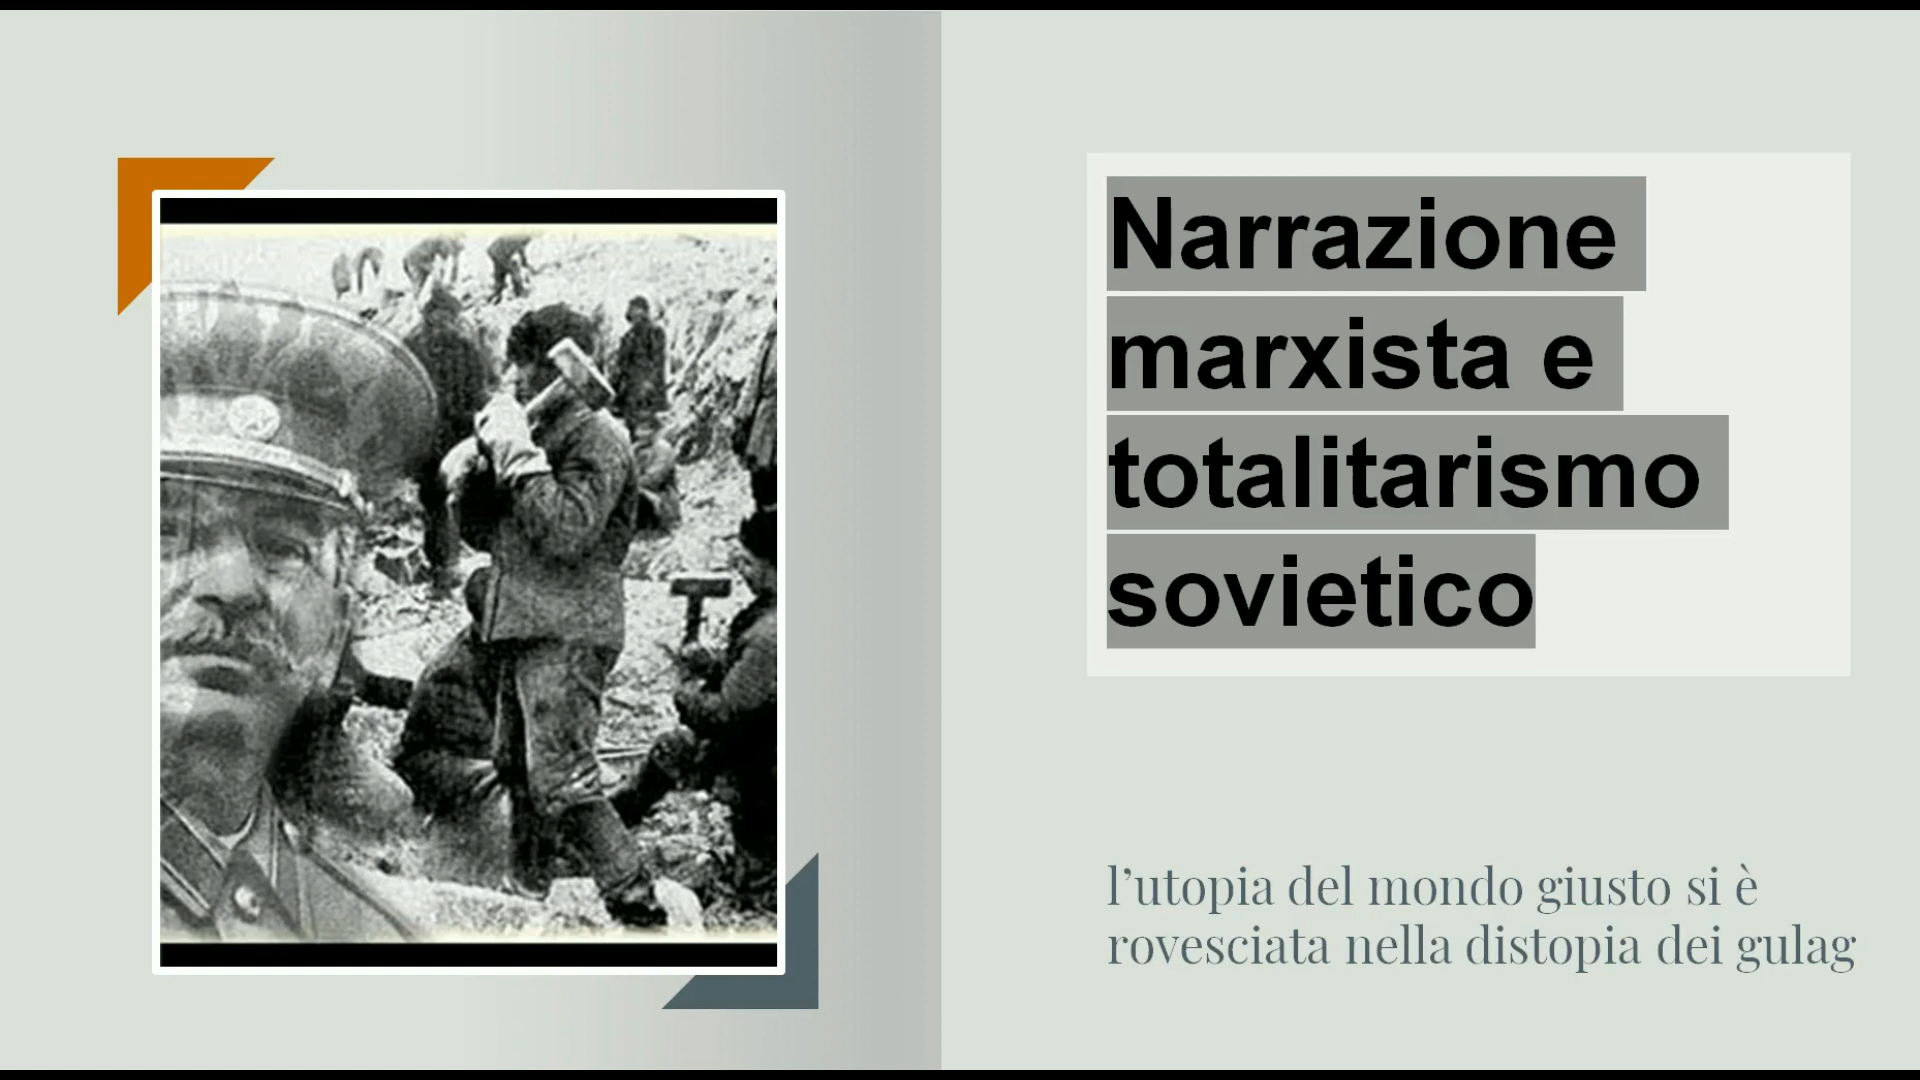 Narrazione
marxista e
totalitarismo
sovietico
l’utopia del mondo giusto si è
rovesciata nella distopia dei gulag